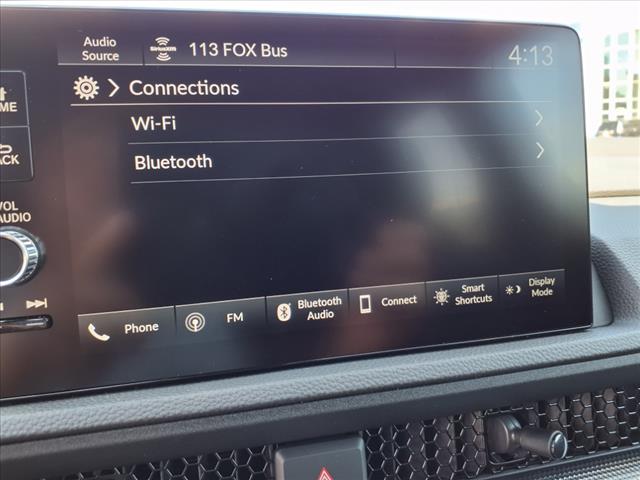 Audio
Source
SiriusXM
113 FOX Bus
4:13
Connections
Wi-Fi
Bluetooth
VOL
AUDIO
Phone
FM
Bluetooth
Audio
Connect
Smart
Shortcuts
Display
Mode